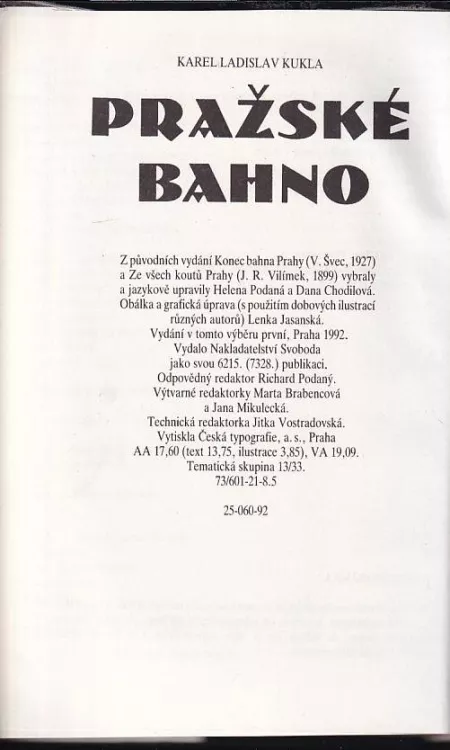 KAREL LADISLAV KUKLA
PRAŽSKÉ
BAHNO
Z původních vydání Konec bahna Prahy (V. Švec, 1927)
a Ze všech koutů Prahy (J. R. Vilímek, 1899) vybraly
a jazykově upravily Helena Podaná a Dana Chodilová.
Obálka a grafická úprava (s použitím dobových ilustrací
různých autorů) Lenka Jasanská.
Vydání v tomto výběru první, Praha 1992.
Vydalo Nakladatelství Svoboda
jako svou 6215. (7328.) publikaci.
Odpovědný redaktor Richard Podaný.
Výtvarné redaktorky Marta Brabencová
a Jana Mikulecká.
Technická redaktorka Jitka Vostradovská.
Vytiskla Česká typografie, a. s., Praha
AA 17,60 (text 13,75, ilustrace 3,85), VA 19,09.
Tematická skupina 13/33.
73/601-21-8.5
25-060-92